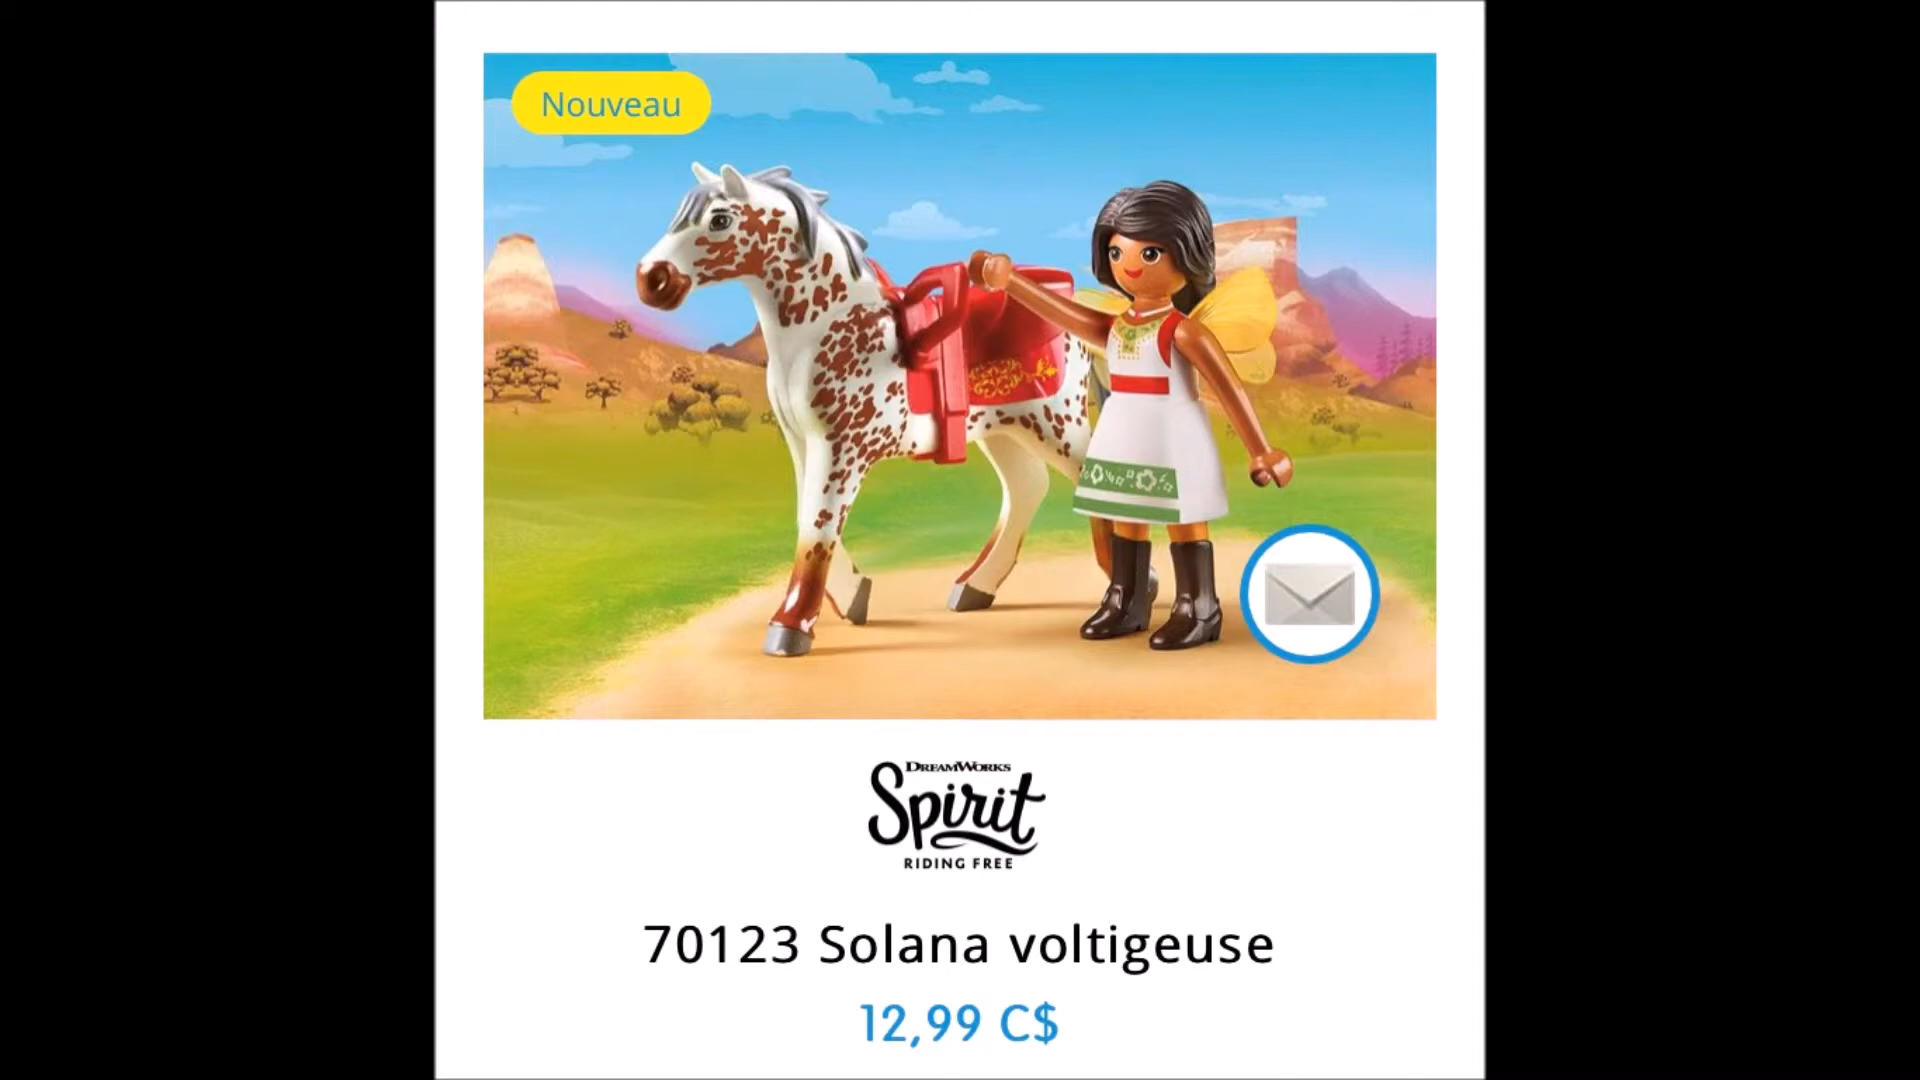 Nouveau
DREAMWORKS
Spirit
RIDING FREE
70123 Solana voltigeuse
12,99 C$